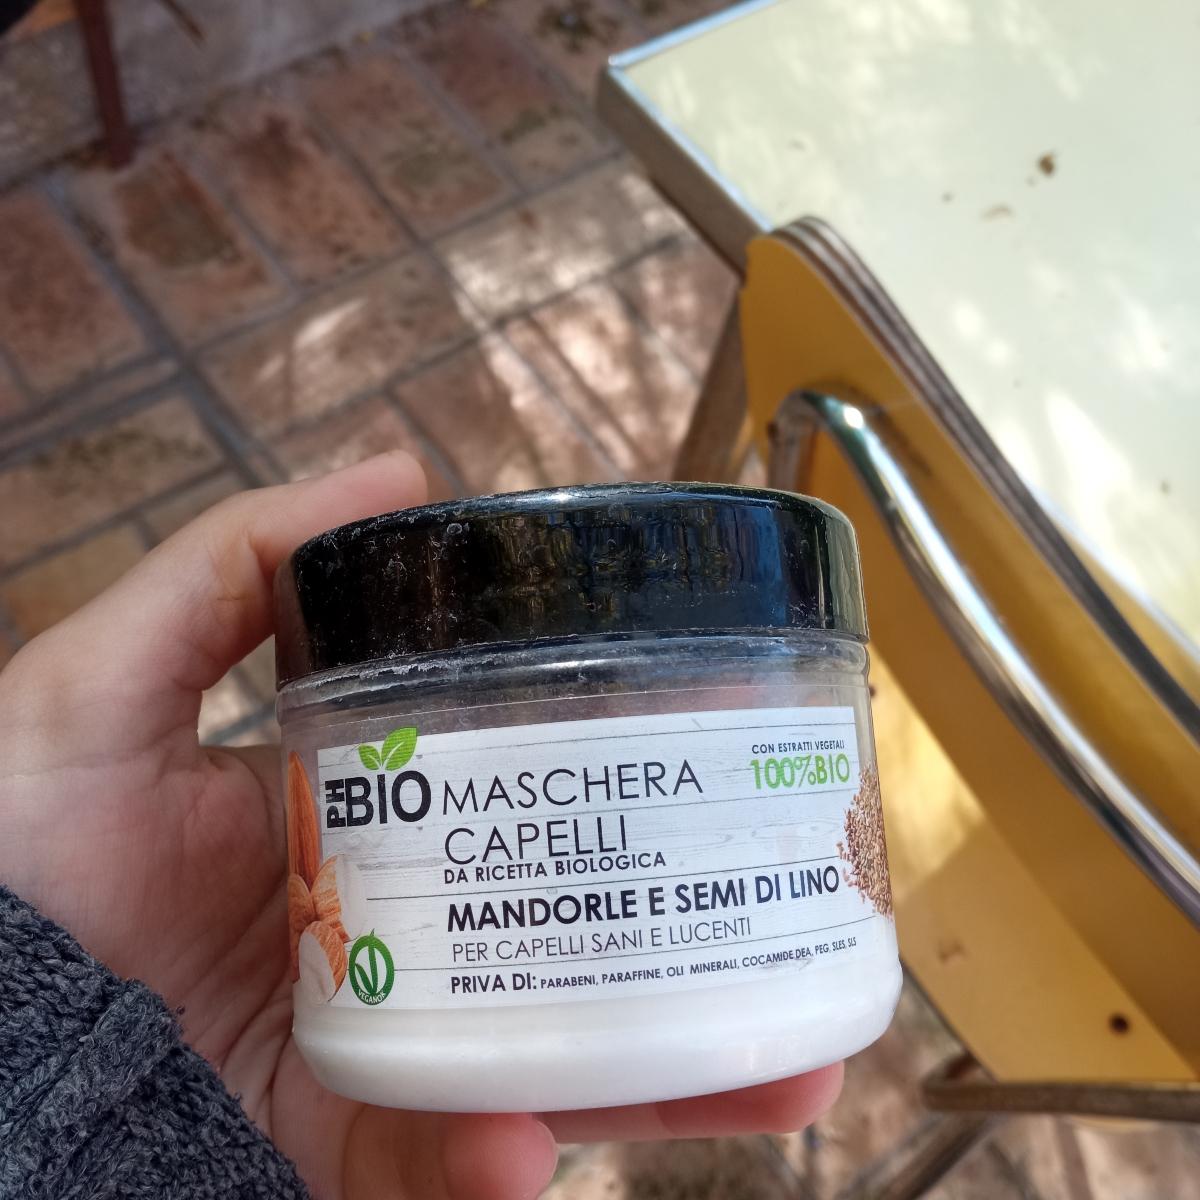 PH BIO
MASCHERA
CAPELLI
DA RICETTA BIOLOGICA
MANDORLE E SEMI DI LINO
PER CAPELLI SANI E LUCENTI
PRIVA DI: PARABENI, PARAFFINE, OLI MINERALI, COCAMIDE DEA, PEG, SLES, SLS
CON ESTRATTI VEGETALI
100%BIO
VEGANOK